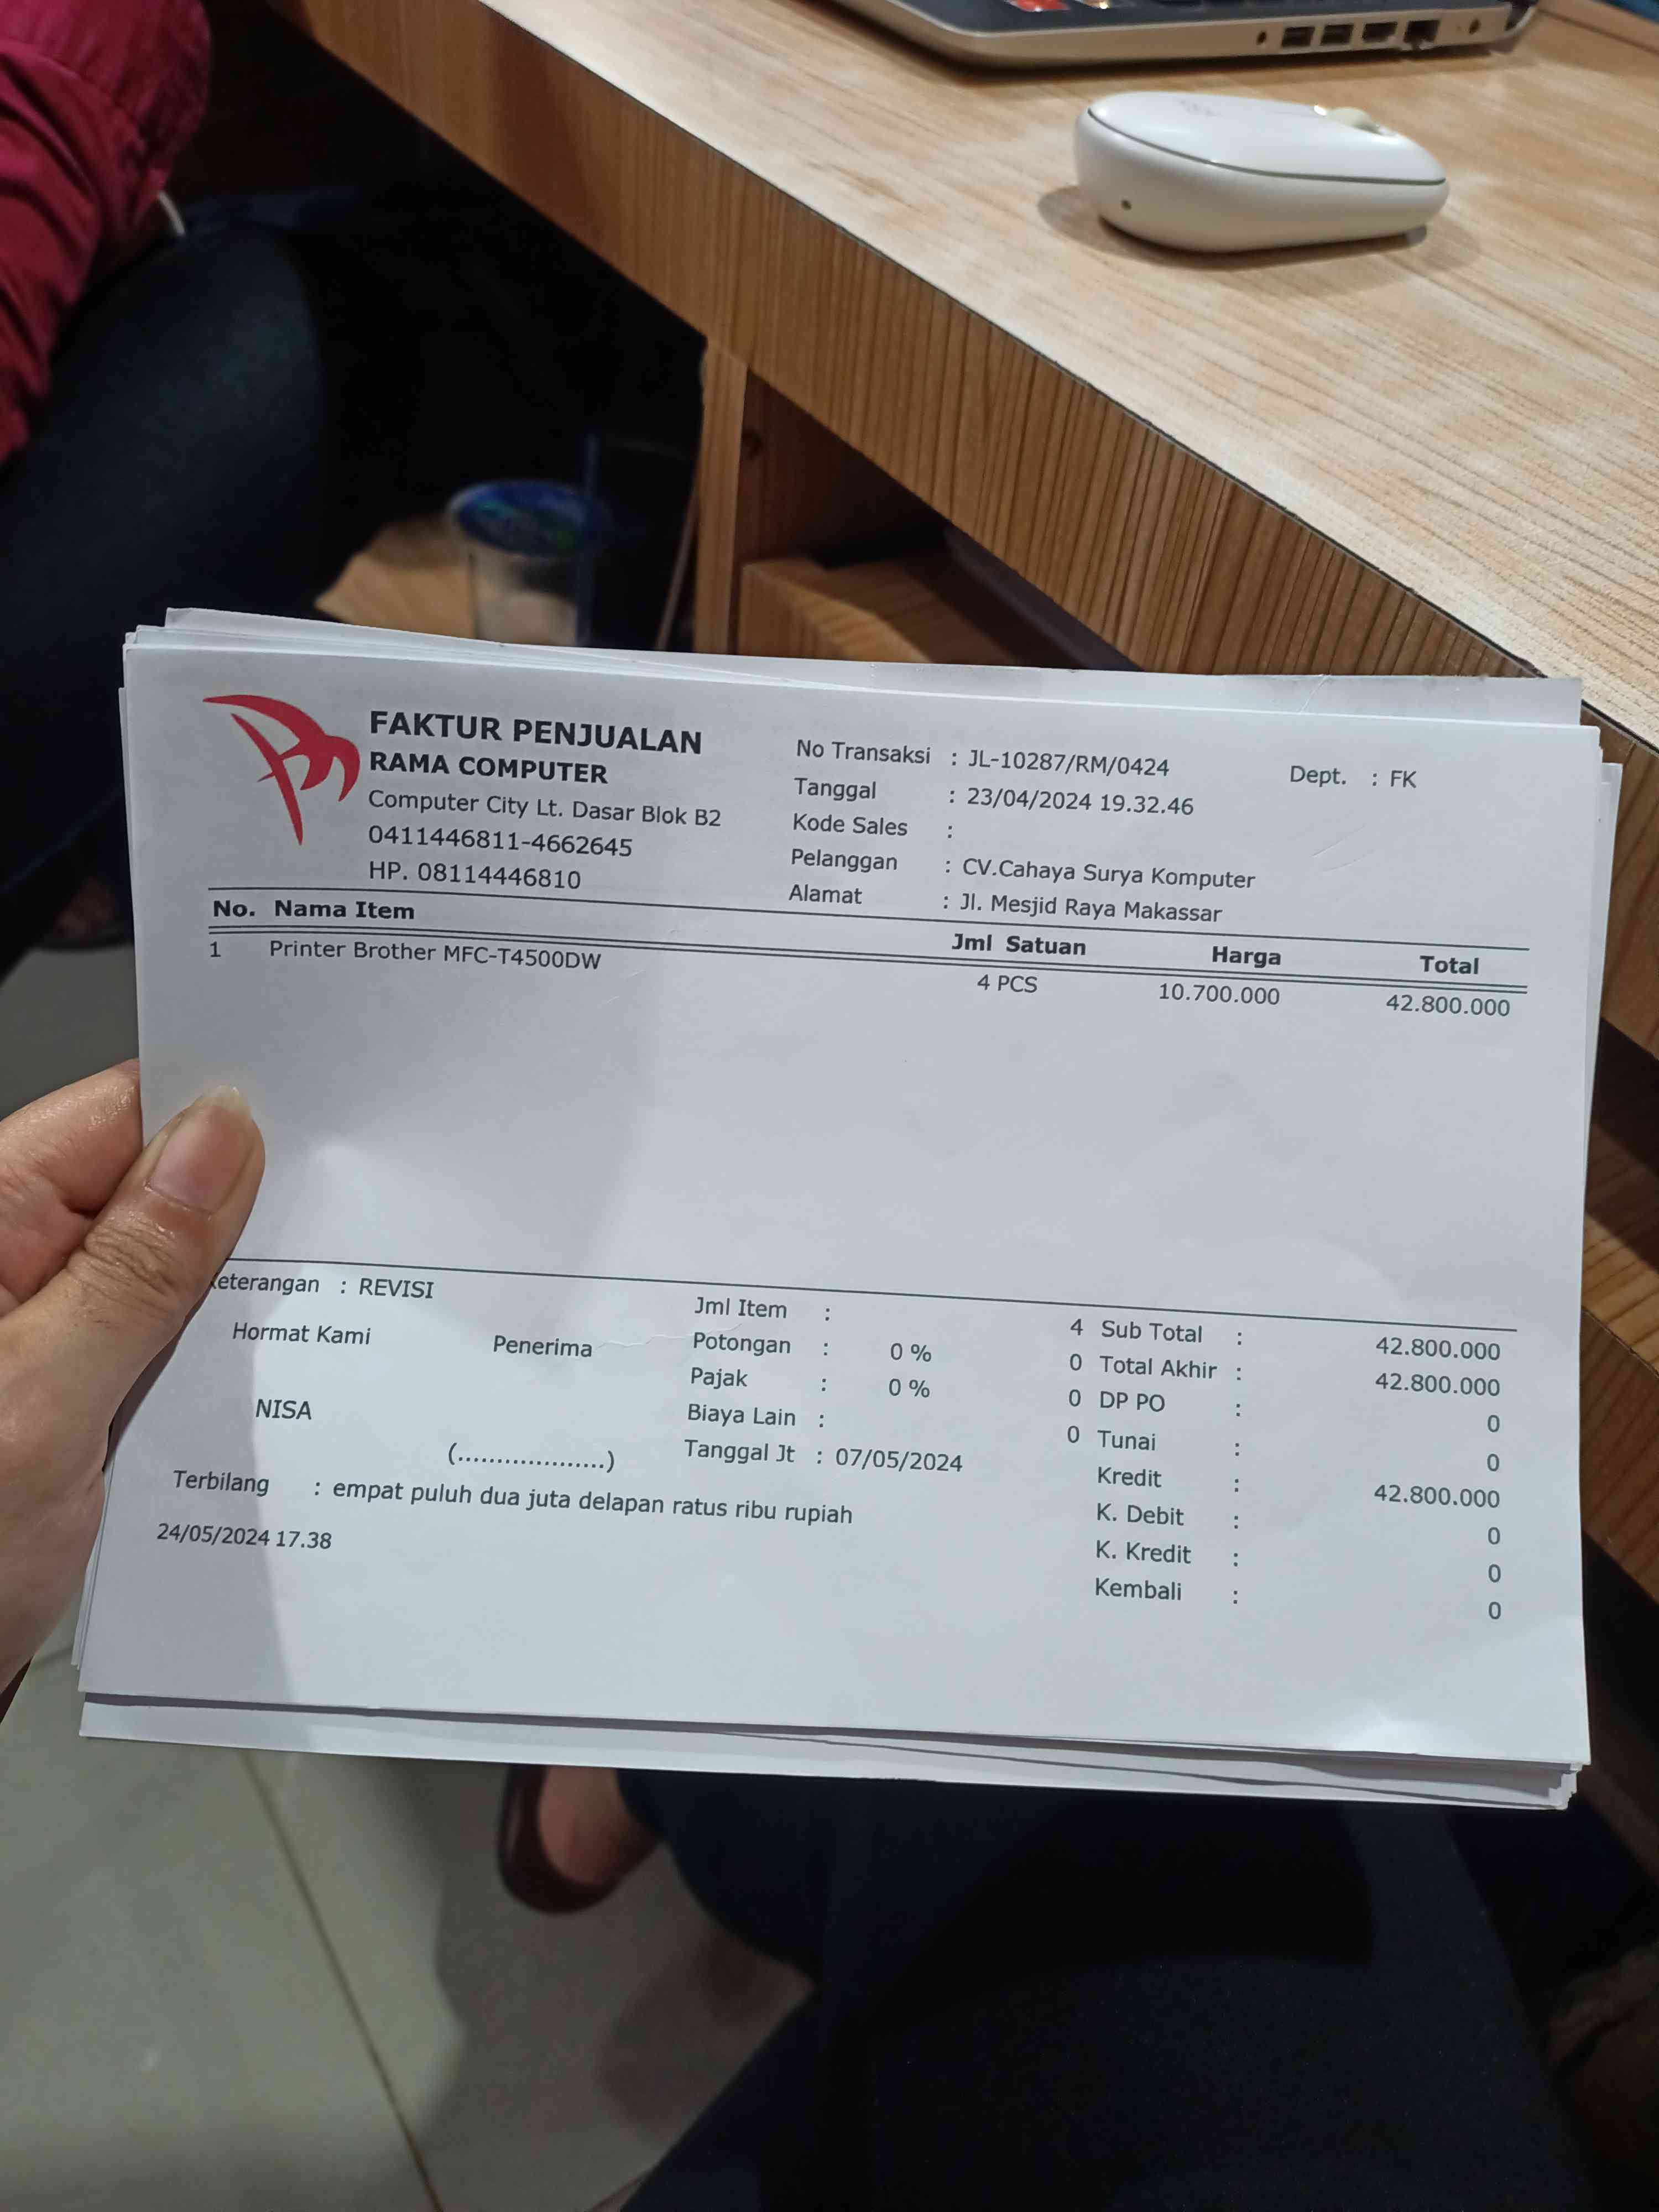 FAKTUR PENJUALAN
RAMA COMPUTER
Computer City Lt. Dasar Blok B2
0411446811-4662645
HP. 08114446810
No Transaksi : JL-10287/RM/0424 Dept. : FK
Tanggal : 23/04/2024 19.32.46
Kode Sales :
Pelanggan : CV.Cahaya Surya Komputer
Alamat : Jl. Mesjid Raya Makassar
No. Nama Item Jml Satuan Harga Total
1 Printer Brother MFC-T4500DW 4 PCS 10.700.000 42.800.000
eterangan : REVISI
Hormat Kami Penerima
NISA
(...................)
Jml Item : 4
Potongan : 0 % 0
Pajak : 0 % 0
Biaya Lain : 0
Tanggal Jt : 07/05/2024
Sub Total : 42.800.000
Total Akhir : 42.800.000
DP PO : 0
Tunai : 0
Kredit : 42.800.000
K. Debit : 0
K. Kredit : 0
Kembali : 0
Terbilang : empat puluh dua juta delapan ratus ribu rupiah
24/05/2024 17.38